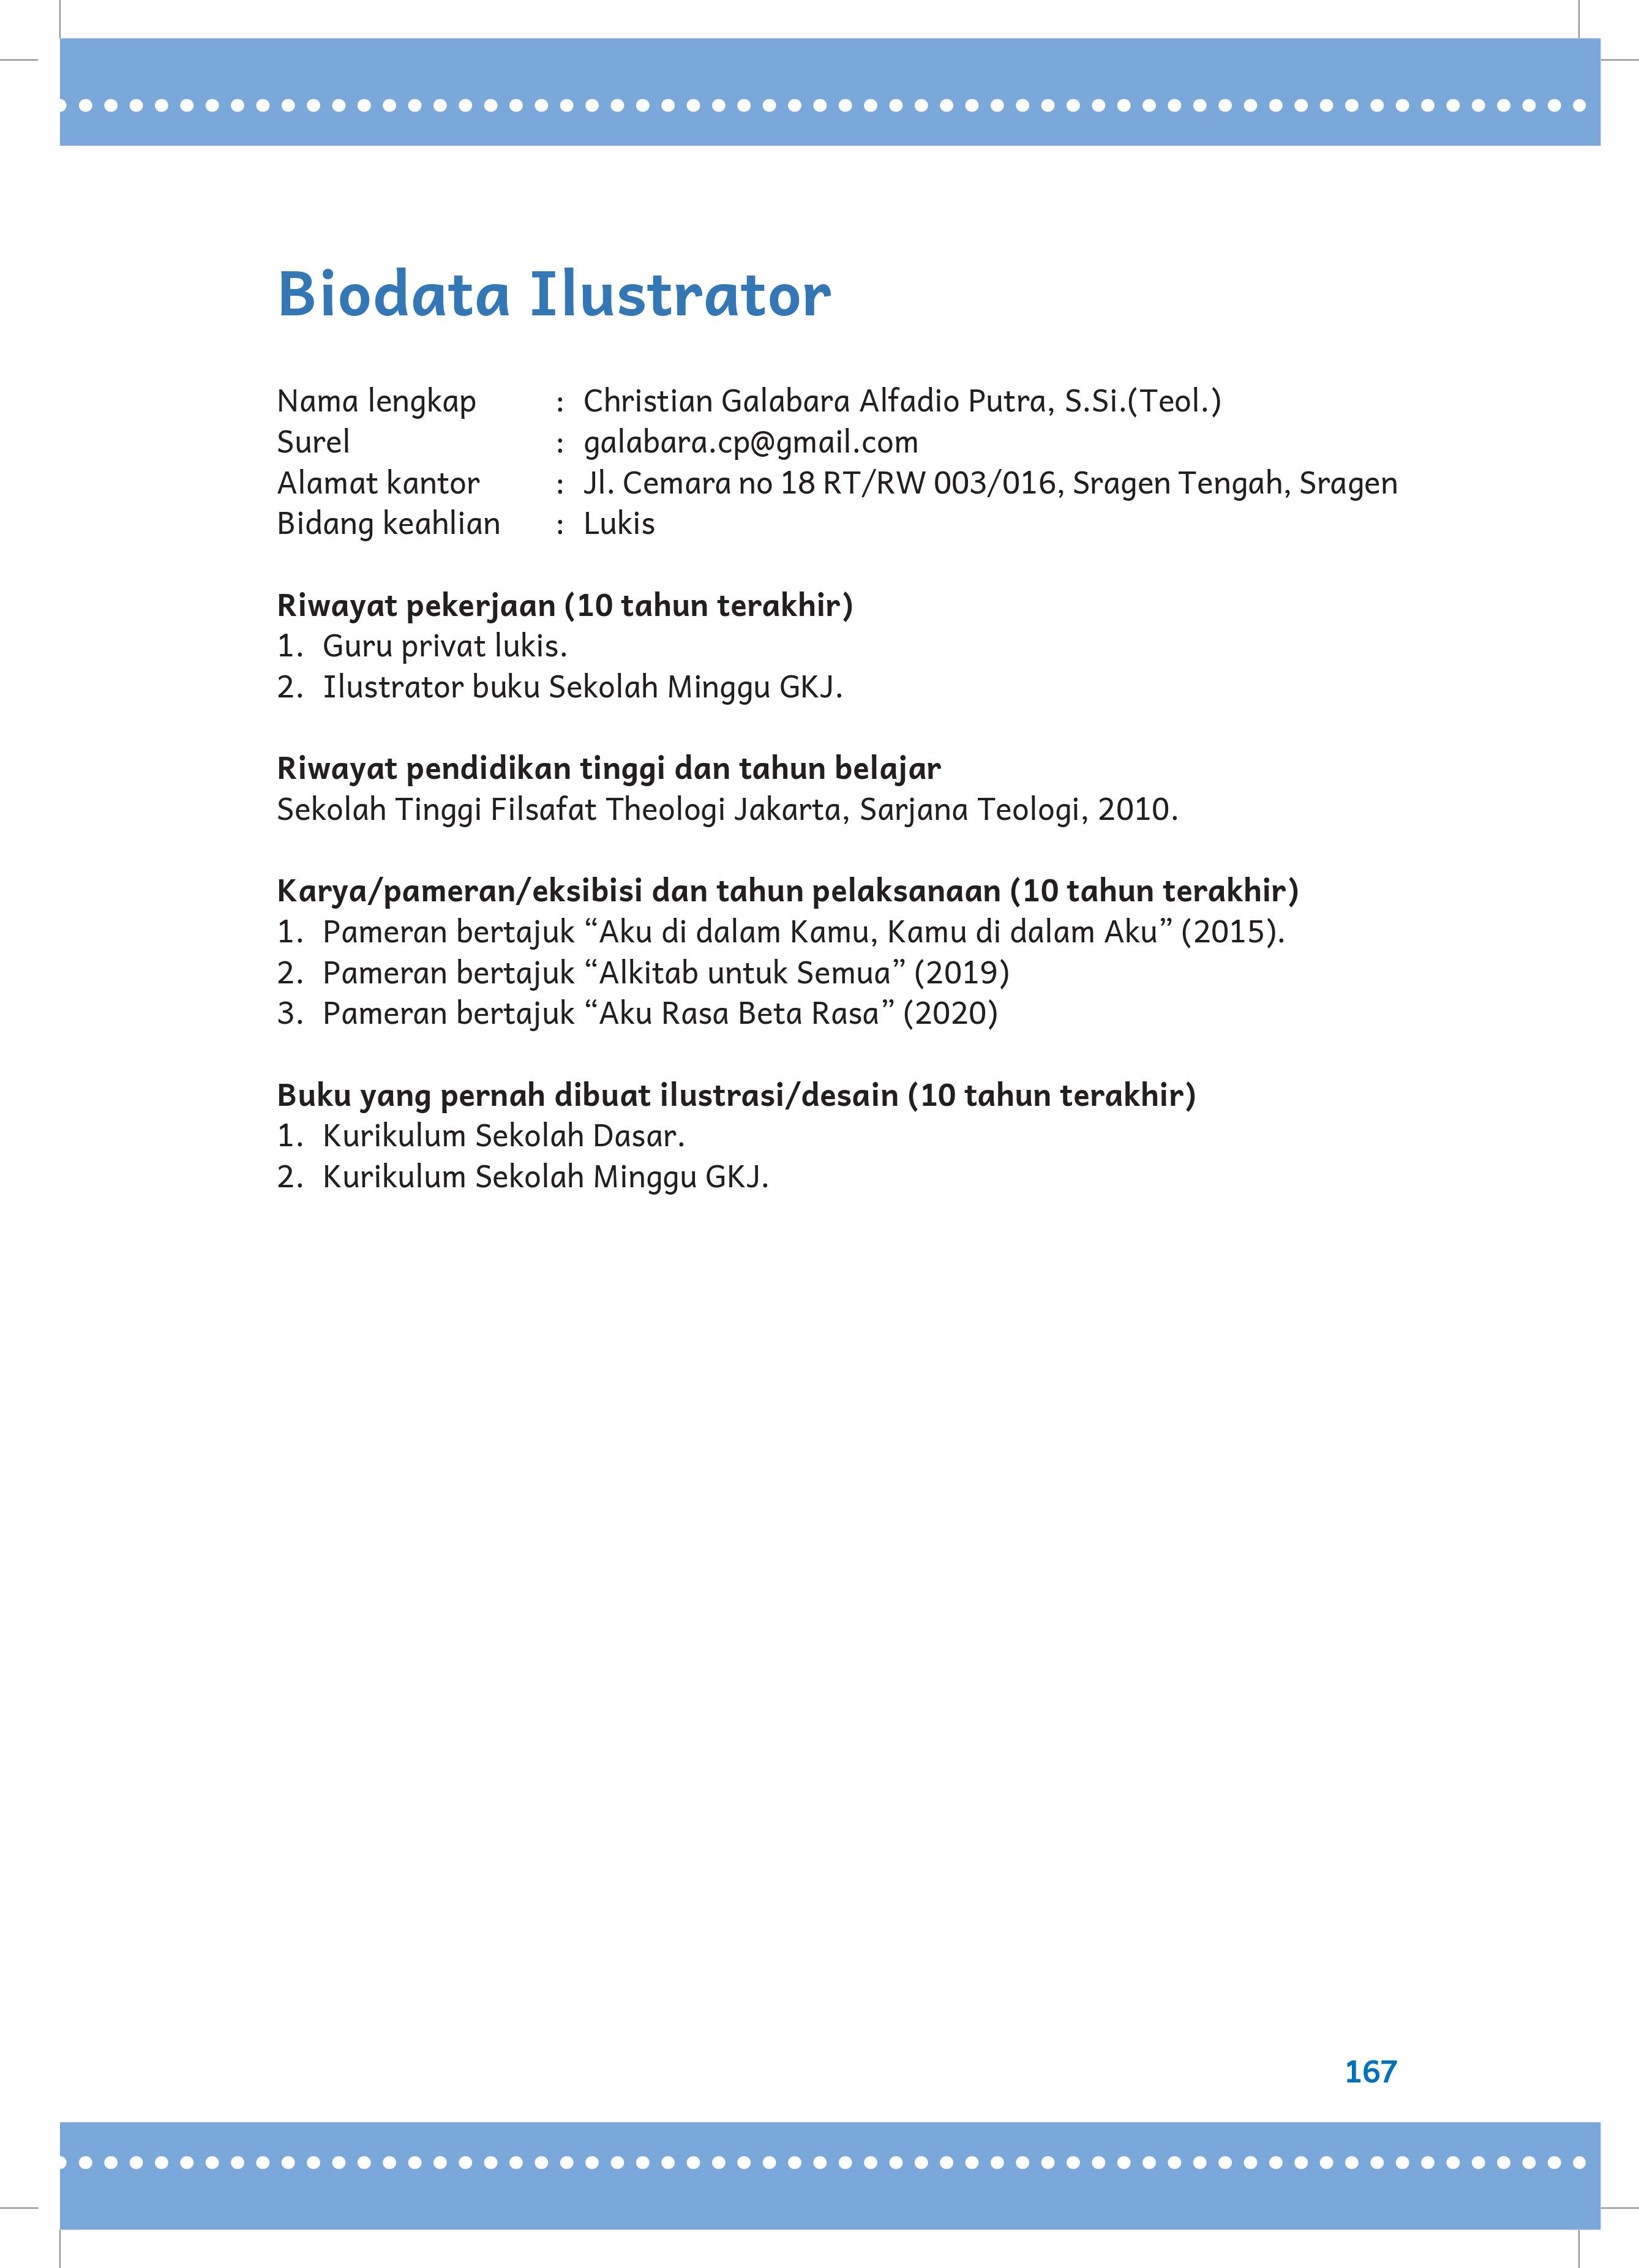 Biodata Ilustrator
Nama lengkap : Christian Galabara Alfadio Putra, S.Si.(Teol.)
Surel : galabara.cp@gmail.com
Alamat kantor : Jl. Cemara no 18 RT/RW 003/016, Sragen Tengah, Sragen
Bidang keahlian : Lukis
Riwayat pekerjaan (10 tahun terakhir)
1. Guru privat lukis.
2. Ilustrator buku Sekolah Minggu GKJ.
Riwayat pendidikan tinggi dan tahun belajar
Sekolah Tinggi Filsafat Theologi Jakarta, Sarjana Teologi, 2010.
Karya/pameran/eksibisi dan tahun pelaksanaan (10 tahun terakhir)
1. Pameran bertajuk “Aku di dalam Kamu, Kamu di dalam Aku” (2015).
2. Pameran bertajuk “Alkitab untuk Semua” (2019)
3. Pameran bertajuk “Aku Rasa Beta Rasa” (2020)
Buku yang pernah dibuat ilustrasi/desain (10 tahun terakhir)
1. Kurikulum Sekolah Dasar.
2. Kurikulum Sekolah Minggu GKJ.
167